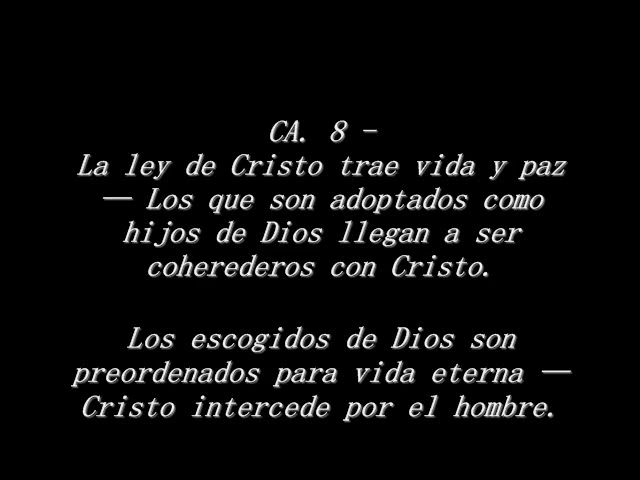 CA. 8 -
La ley de Cristo trae vida y paz
— Los que son adoptados como
hijos de Dios llegan a ser
coherederos con Cristo.
Los escogidos de Dios son
preordenados para vida eterna —
Cristo intercede por el hombre.